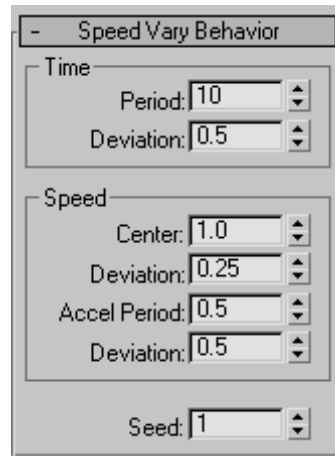 - Speed Vary Behavior
Time
Period: 10
Deviation: 0.5
Speed
Center: 1.0
Deviation: 0.25
Accel Period: 0.5
Deviation: 0.5
Seed: 1